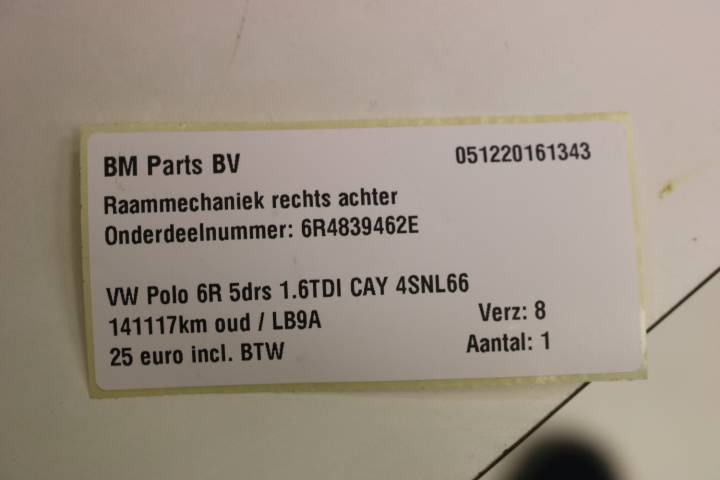 BM Parts BV 051220161343
Raammechaniek rechts achter
Onderdeelnummer: 6R4839462E
VW Polo 6R 5drs 1.6TDI CAY 4SNL66
141117km oud / LB9A Verz: 8
25 euro incl. BTW Aantal: 1